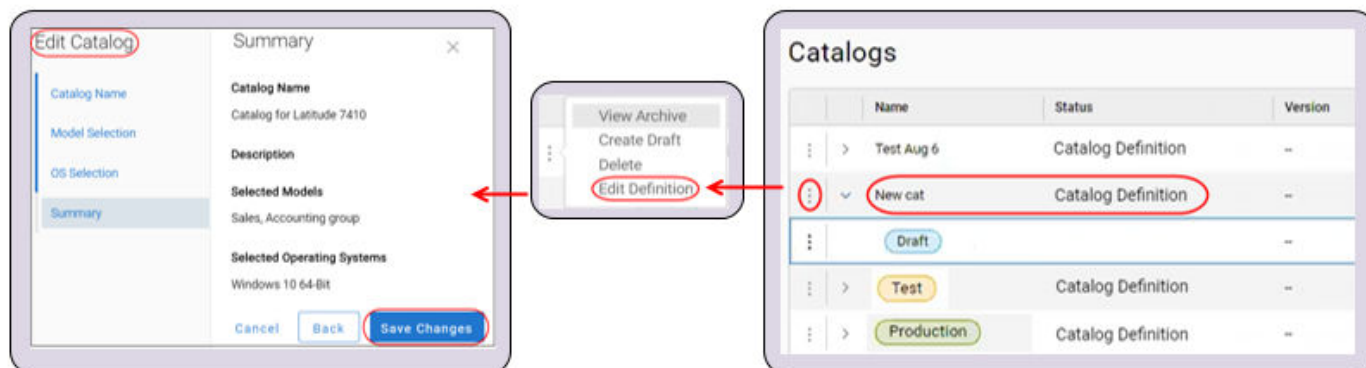 Edit Catalog
Catalog Name
Model Selection
OS Selection
Summary
Summary
Catalog Name
Catalog for Latitude 7410
Description
Selected Models
Sales, Accounting group
Selected Operating Systems
Windows 10 64-Bit
Cancel Back Save Changes
View Archive
Create Draft
Delete
Edit Definition
Catalogs
Name Status Version
Test Aug 6 Catalog Definition --
New cat Catalog Definition --
Draft --
Test Catalog Definition --
Production Catalog Definition --